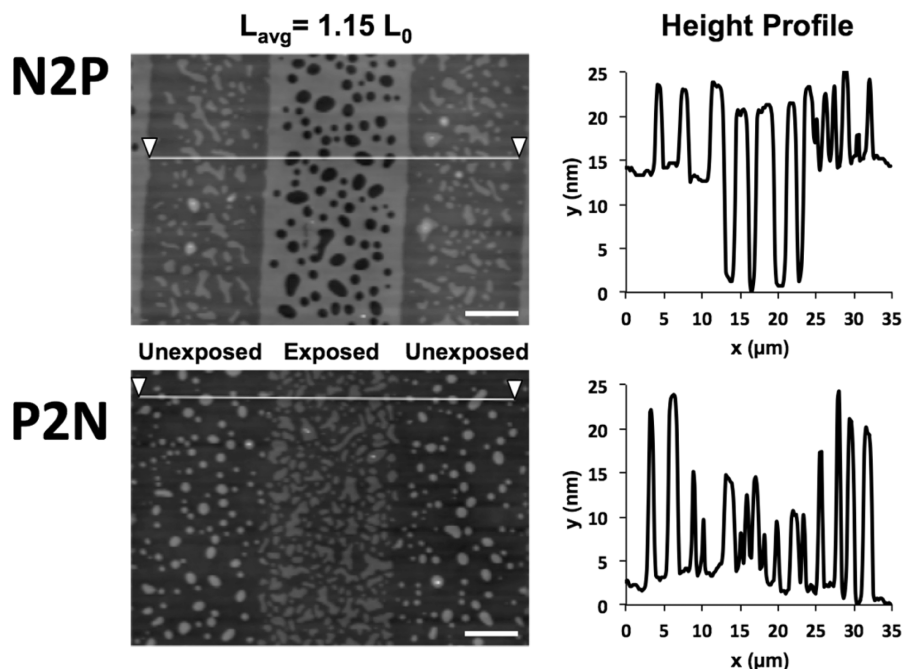 L_avg= 1.15 L_0
Height Profile
N2P
25
20
15
10
5
0
y (nm)
0 5 10 15 20 25 30 35
x (µm)
Unexposed Exposed Unexposed
P2N
25
20
15
10
5
0
y (nm)
0 5 10 15 20 25 30 35
x (µm)